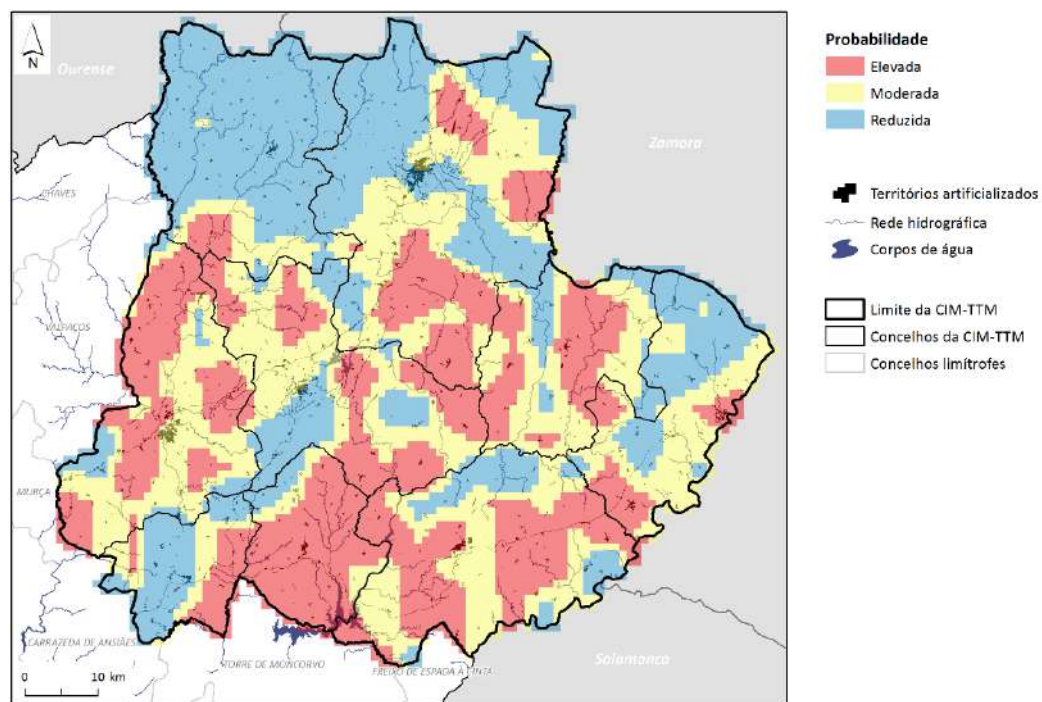 N
Ourense
Zamora
CHAVES
VALPAÇOS
MURÇA
CARRAZEDA DE ANSIÃES
TORRE DE MONCORVO
FREIXO DE ESPADA À CINTA
Salamanca
0 10 km
Probabilidade
Elevada
Moderada
Reduzida
Territórios artificializados
Rede hidrográfica
Corpos de água
Limite da CIM-TTM
Concelhos da CIM-TTM
Concelhos limítrofes